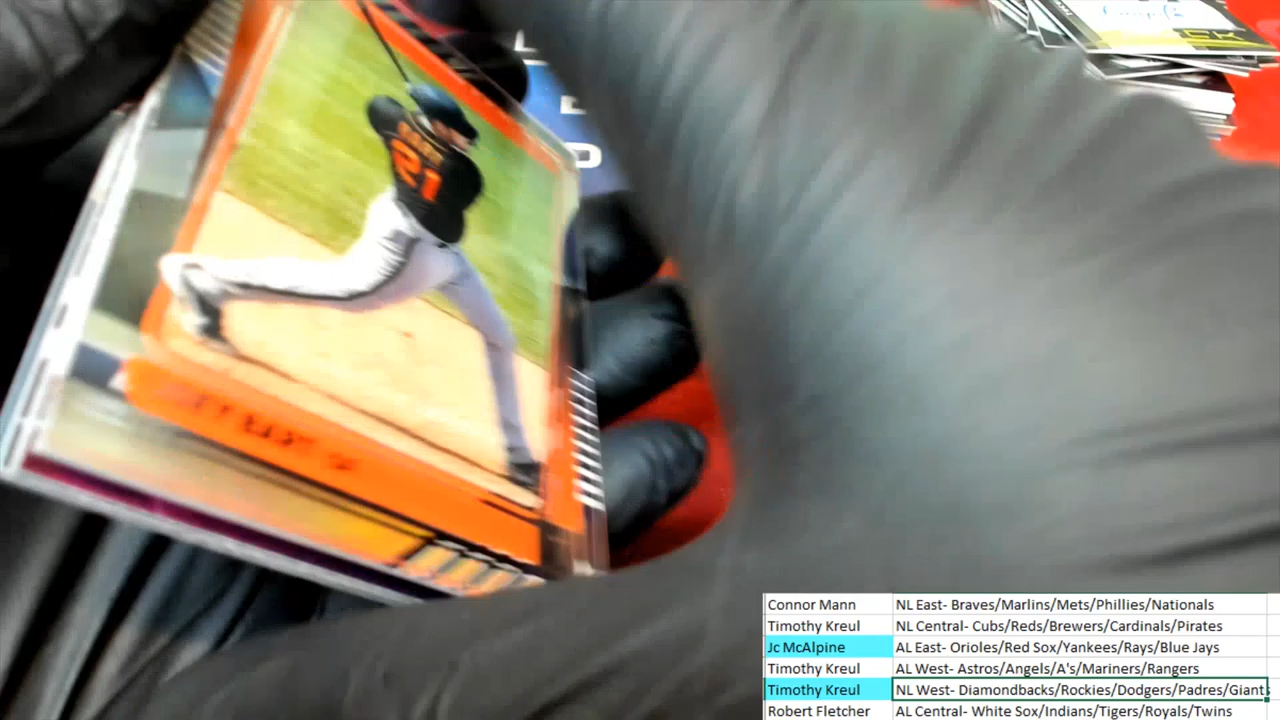 21
Connor Mann NL East- Braves/Marlins/Mets/Phillies/Nationals
Timothy Kreul NL Central- Cubs/Reds/Brewers/Cardinals/Pirates
Jc McAlpine AL East- Orioles/Red Sox/Yankees/Rays/Blue Jays
Timothy Kreul AL West- Astros/Angels/A's/Mariners/Rangers
Timothy Kreul NL West- Diamondbacks/Rockies/Dodgers/Padres/Giants
Robert Fletcher AL Central- White Sox/Indians/Tigers/Royals/Twins